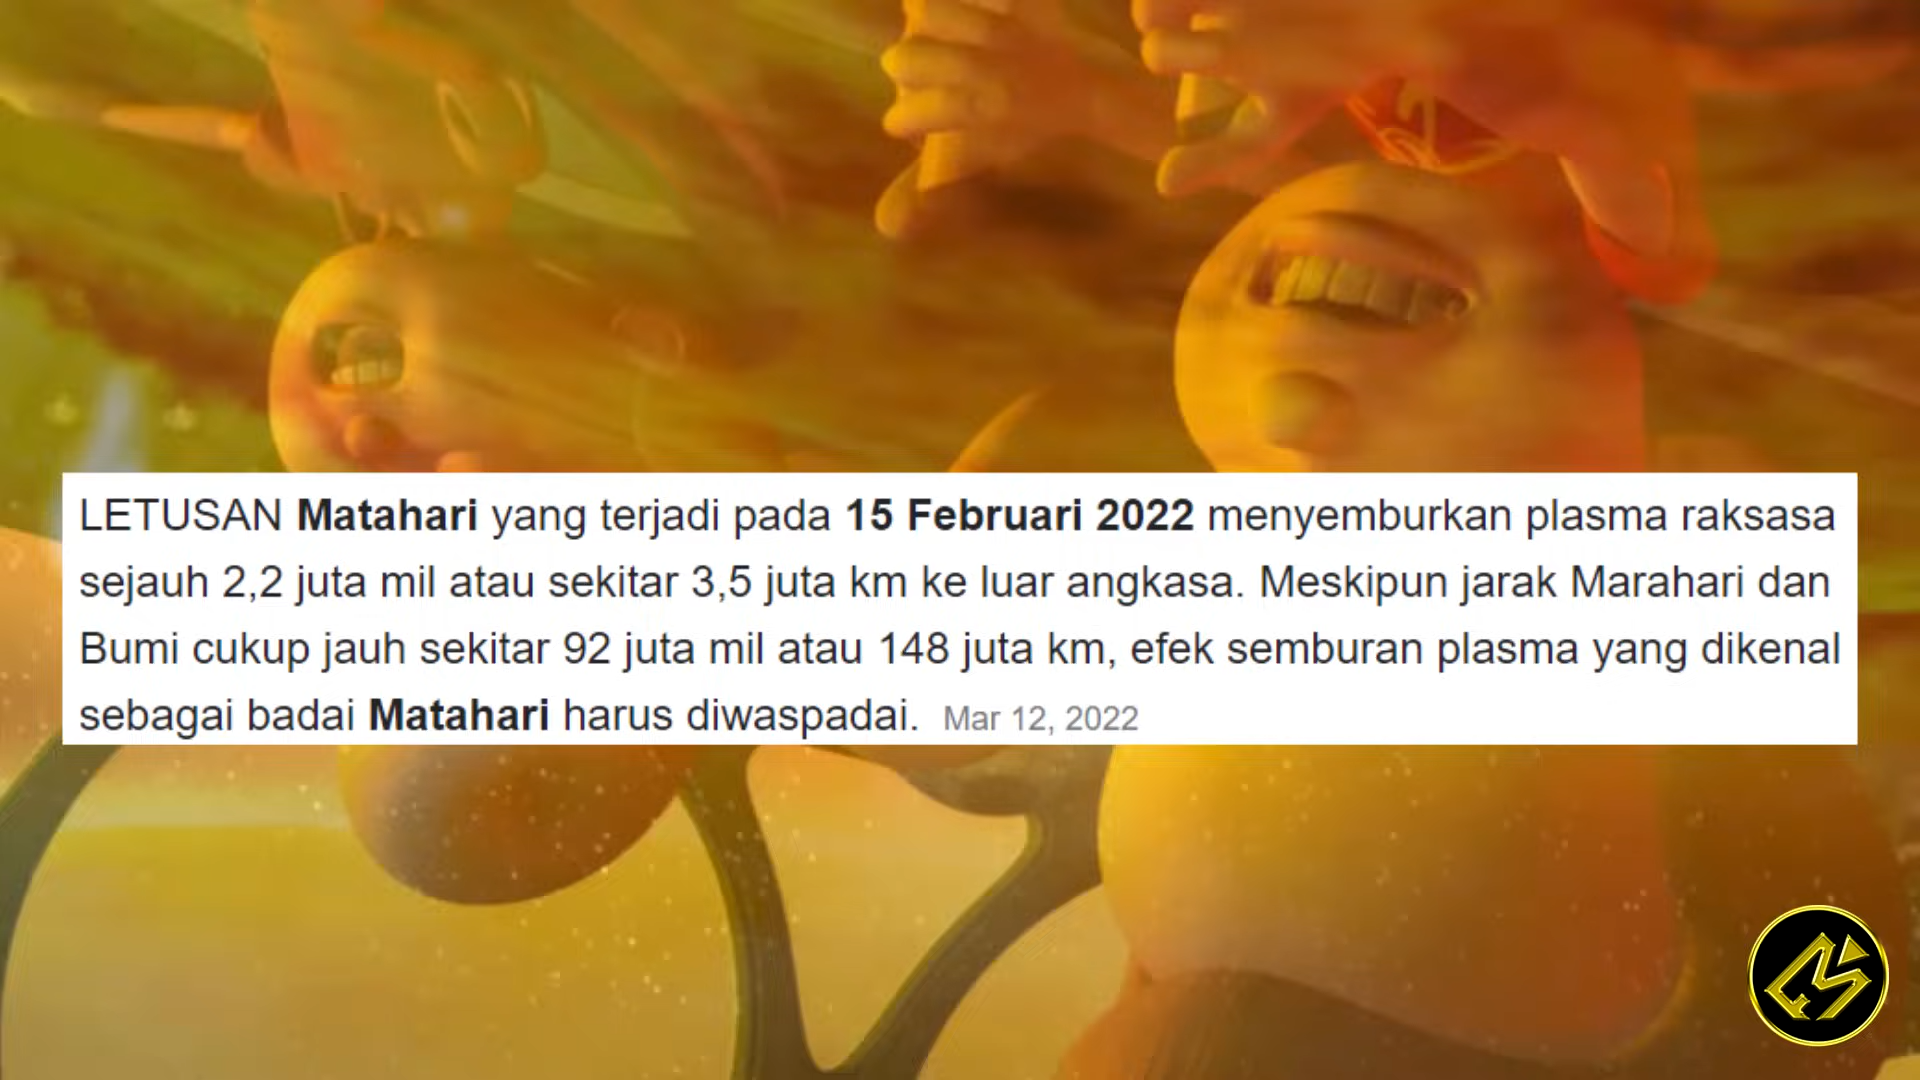 LETUSAN Matahari yang terjadi pada 15 Februari 2022 menyemburkan plasma raksasa
sejauh 2,2 juta mil atau sekitar 3,5 juta km ke luar angkasa. Meskipun jarak Marahari dan
Bumi cukup jauh sekitar 92 juta mil atau 148 juta km, efek semburan plasma yang dikenal
sebagai badai Matahari harus diwaspadai. Mar 12, 2022